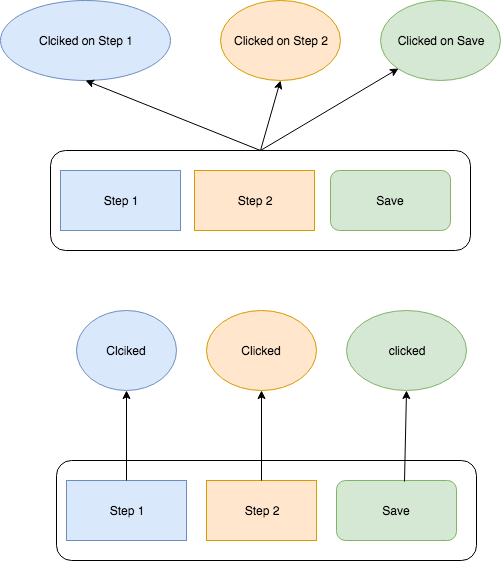 Clciked on Step 1
Clicked on Step 2
Clicked on Save
Step 1
Step 2
Save
Clciked
Clicked
clicked
Step 1
Step 2
Save